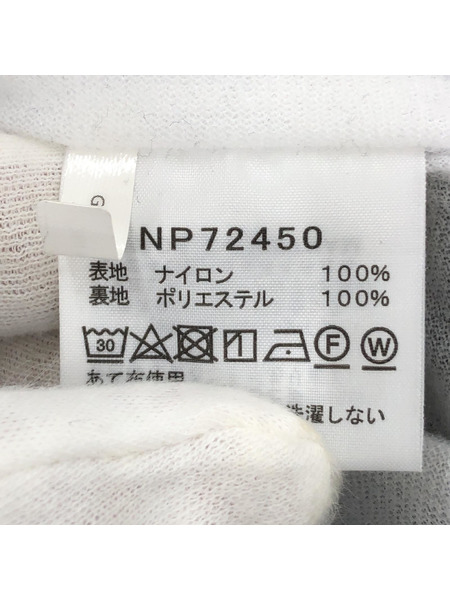 G
NP72450
表地 ナイロン 100%
裏地 ポリエステル 100%
30 F W
あて布使用
洗濯しない